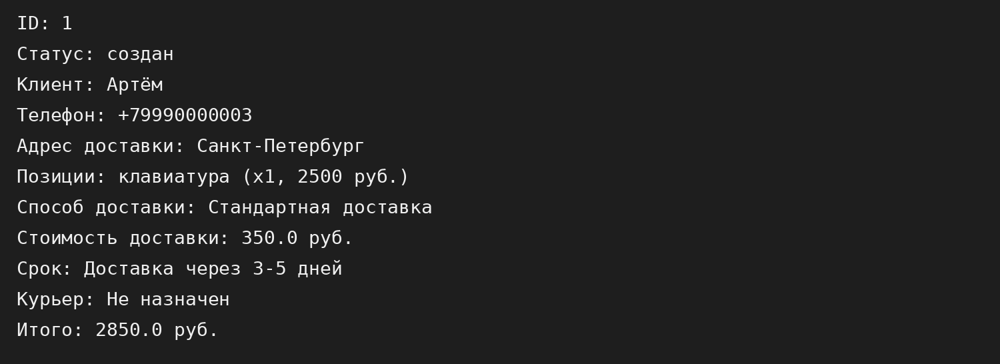 ID: 1
Статус: создан
Клиент: Артём
Телефон: +79990000003
Адрес доставки: Санкт-Петербург
Позиции: клавиатура (x1, 2500 руб.)
Способ доставки: Стандартная доставка
Стоимость доставки: 350.0 руб.
Срок: Доставка через 3-5 дней
Курьер: Не назначен
Итого: 2850.0 руб.